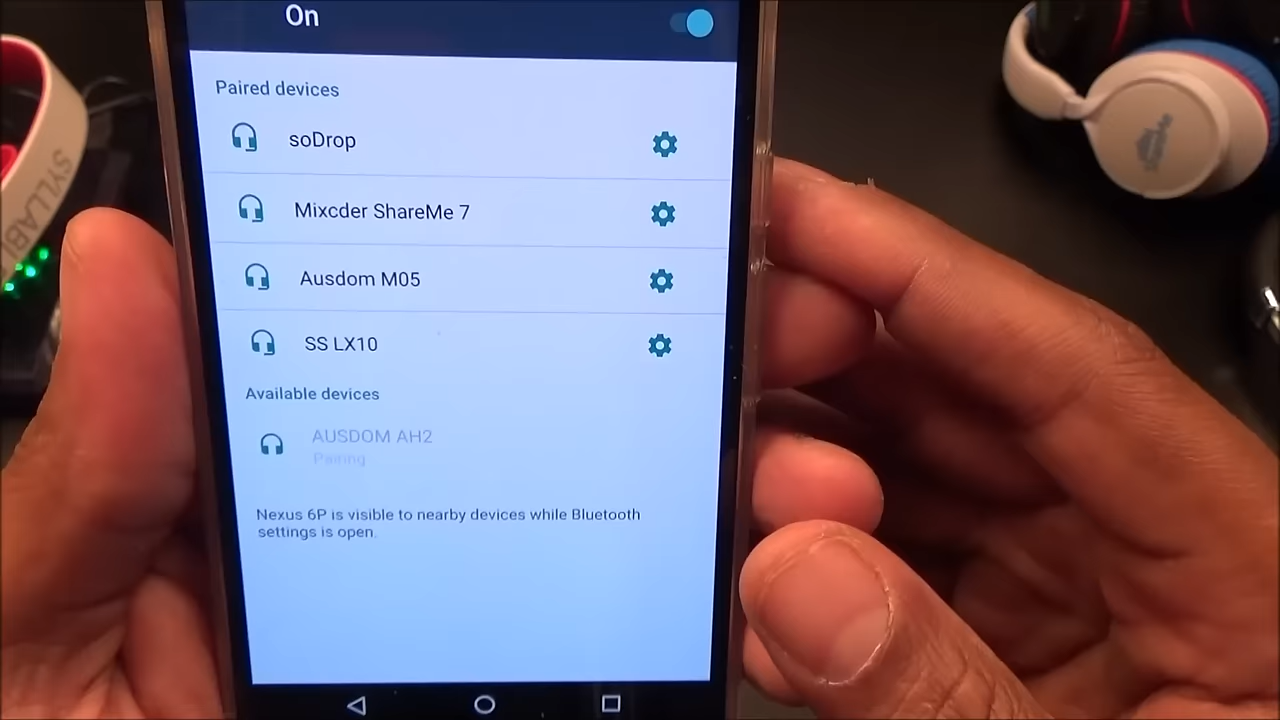 On
Paired devices
soDrop
Mixcder ShareMe 7
Ausdom M05
SS LX10
Available devices
AUSDOM AH2
Pairing
Nexus 6P is visible to nearby devices while Bluetooth
settings is open.
SYLLABL